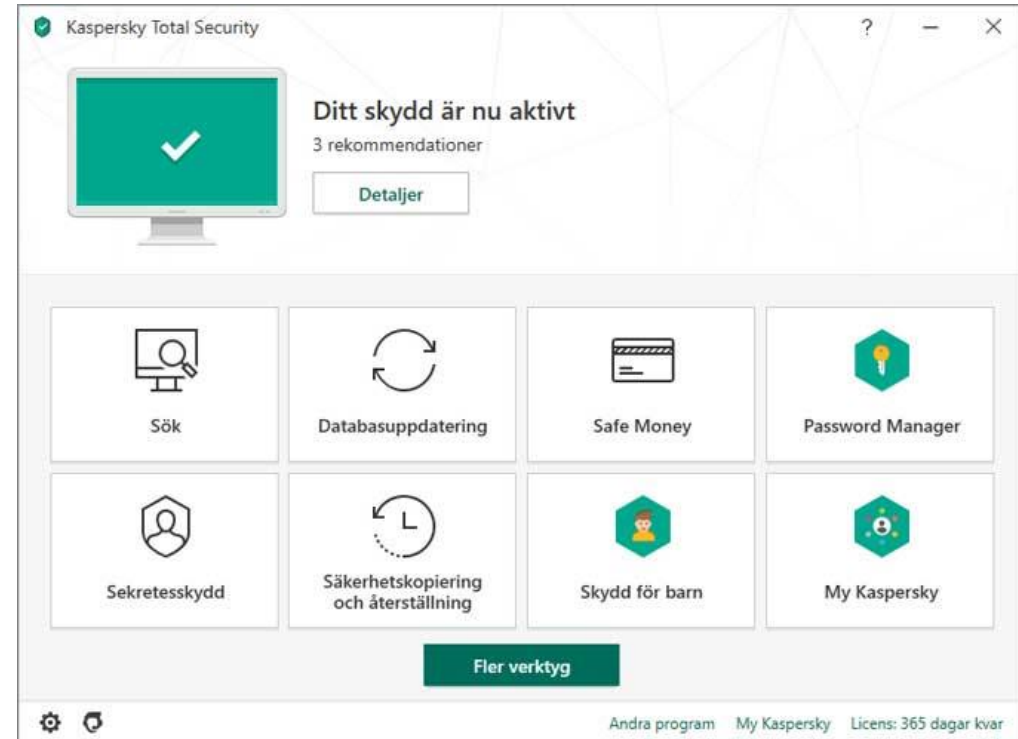 Kaspersky Total Security
?
Ditt skydd är nu aktivt
3 rekommendationer
Detaljer
Sök
Databasuppdatering
Safe Money
Password Manager
Sekretesskydd
Säkerhetskopiering
och återställning
Skydd för barn
My Kaspersky
Fler verktyg
Andra program My Kaspersky Licens: 365 dagar kvar